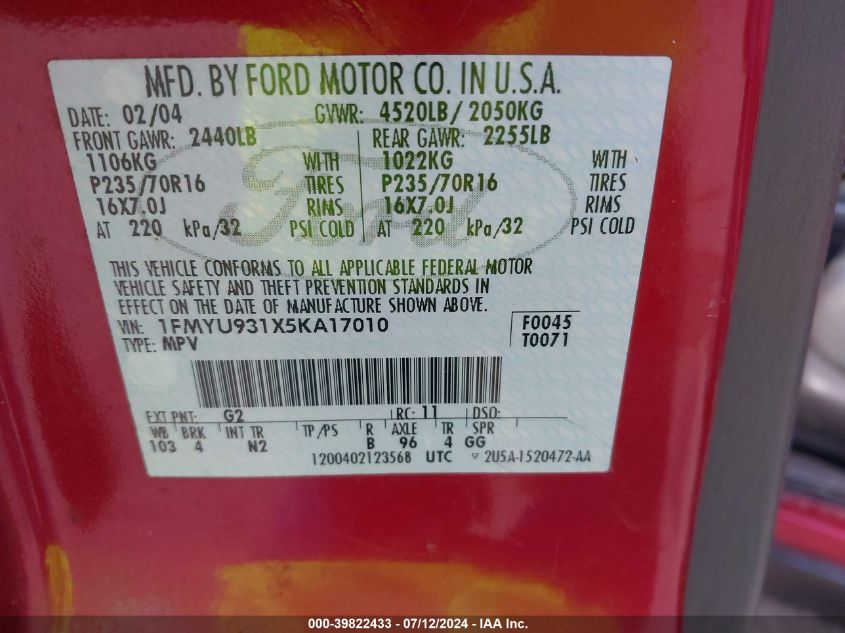 MFD. BY FORD MOTOR CO. IN U.S.A.
DATE: 02/04 GVWR: 4520LB/ 2050KG
FRONT GAWR: 2440LB REAR GAWR: 2255LB
1106KG WITH 1022KG WITH
P235/70R16 TIRES P235/70R16 TIRES
16X7.0J RIMS 16X7.0J RIMS
AT 220 kPa/32 PSI COLD AT 220 kPa/32 PSI COLD
Ford
THIS VEHICLE CONFORMS TO ALL APPLICABLE FEDERAL MOTOR
VEHICLE SAFETY AND THEFT PREVENTION STANDARDS IN
EFFECT ON THE DATE OF MANUFACTURE SHOWN ABOVE.
VIN: 1FMYU931X5KA17010 F0045
TYPE: MPV T0071
EXT PNT: G2 RC: 11 DSO:
WB BRK INT TR TP/PS R AXLE TR SPR
103 4 N2 B 96 4 GG
1200402123568 UTC ▽ 2U5A-1520472-AA
000-39822433 - 07/12/2024 - IAA Inc.